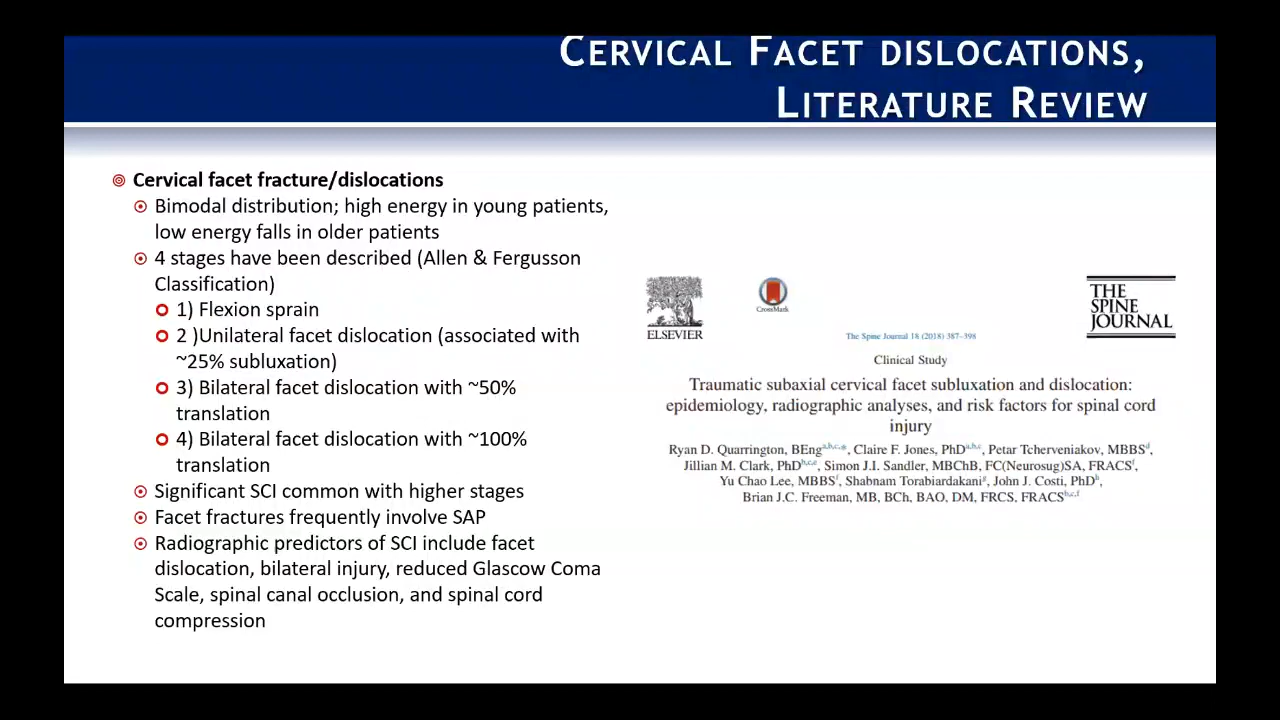 CERVICAL FACET DISLOCATIONS,
LITERATURE REVIEW
Cervical facet fracture/dislocations
Bimodal distribution; high energy in young patients,
low energy falls in older patients
4 stages have been described (Allen & Fergusson
Classification)
1) Flexion sprain
2 )Unilateral facet dislocation (associated with
~25% subluxation)
3) Bilateral facet dislocation with ~50%
translation
4) Bilateral facet dislocation with ~100%
translation
Significant SCI common with higher stages
Facet fractures frequently involve SAP
Radiographic predictors of SCI include facet
dislocation, bilateral injury, reduced Glascow Coma
Scale, spinal canal occlusion, and spinal cord
compression
ELSEVIER
CrossMark
THE
SPINE
JOURNAL
The Spine Journal 18 (2018) 387–398
Clinical Study
Traumatic subaxial cervical facet subluxation and dislocation:
epidemiology, radiographic analyses, and risk factors for spinal cord
injury
Ryan D. Quarrington, BEng a,b,c,*, Claire F. Jones, PhD a,b,c, Petar Tcherveniakov, MBBS d,
Jillian M. Clark, PhD b,c,e, Simon J.I. Sandler, MBChB, FC(Neurosug)SA, FRACS f,
Yu Chao Lee, MBBS f, Shabnam Torabiardakani g, John J. Costi, PhD h,
Brian J.C. Freeman, MB, BCh, BAO, DM, FRCS, FRACS b,c,f